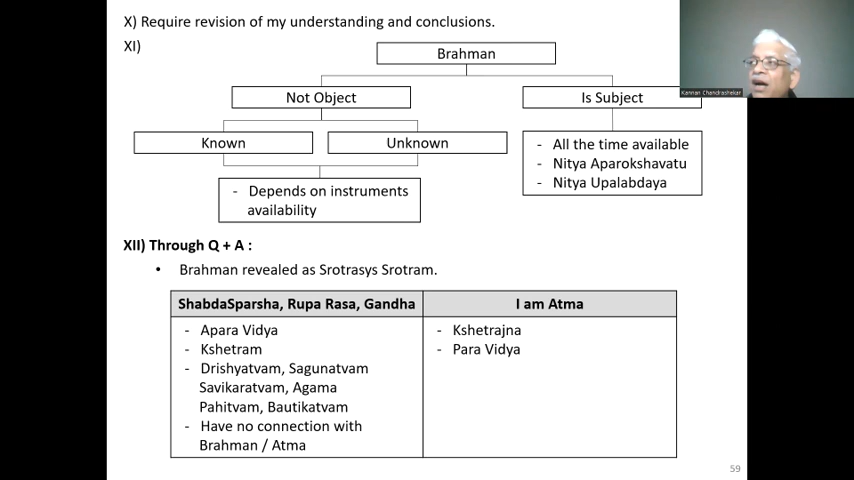 X) Require revision of my understanding and conclusions.
XI)
Brahman
Not Object
Is Subject
Kannan Chandrashekar
Known
Unknown
- All the time available
- Nitya Aparokshavatu
- Nitya Upalabdaya
- Depends on instruments
availability
XII) Through Q + A :
• Brahman revealed as Srotrasys Srotram.
ShabdaSparsha, Rupa Rasa, Gandha
I am Atma
- Apara Vidya
- Kshetram
- Drishyatvam, Sagunatvam
Savikaratvam, Agama
Pahitvam, Bautikatvam
- Have no connection with
Brahman / Atma
- Kshetrajna
- Para Vidya
59